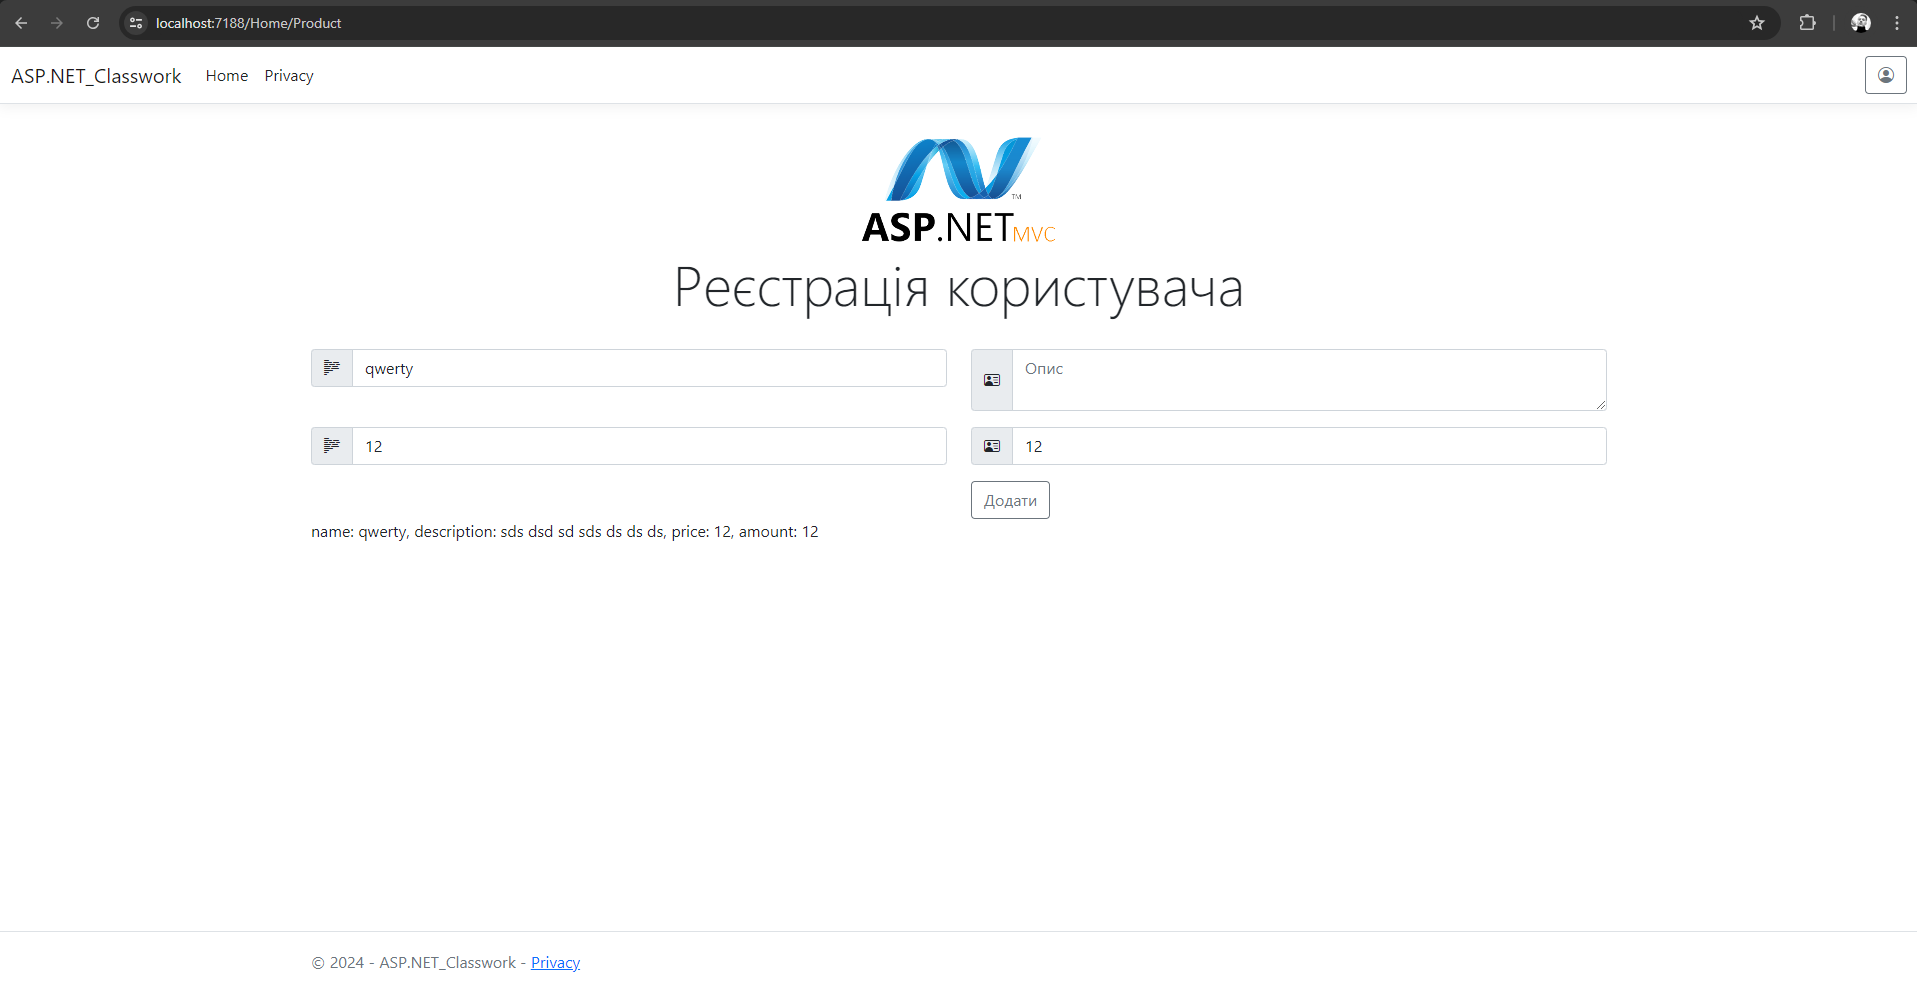 localhost:7188/Home/Product
ASP.NET_Classwork Home Privacy
TM
ASP.NET MVC
Реєстрація користувача
qwerty
Опис
12
12
Додати
name: qwerty, description: sds dsd sd sds ds ds ds, price: 12, amount: 12
© 2024 - ASP.NET_Classwork - Privacy